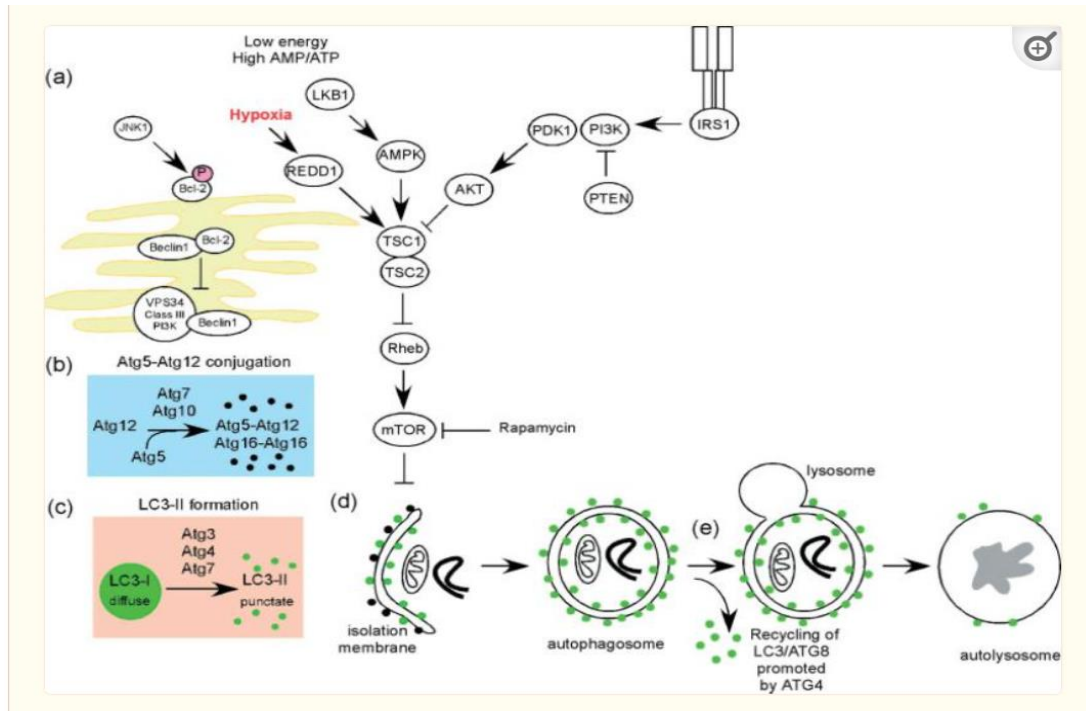 (a)
Low energy
High AMP/ATP
LKB1
Hypoxia
JNK1
P
Bcl-2
REDD1
AMPK
PDK1
PI3K
IRS1
AKT
PTEN
TSC1
TSC2
Beclin1
Bcl-2
VPS34
Class III
PI3K
Beclin1
Rheb
mTOR
Rapamycin
(b)
Atg5-Atg12 conjugation
Atg7
Atg10
Atg12
Atg5
Atg5-Atg12
Atg16-Atg16
(c)
LC3-II formation
Atg3
Atg4
Atg7
LC3-I
diffuse
LC3-II
punctate
(d)
isolation
membrane
autophagosome
(e)
lysosome
Recycling of
LC3/ATG8
promoted
by ATG4
autolysosome